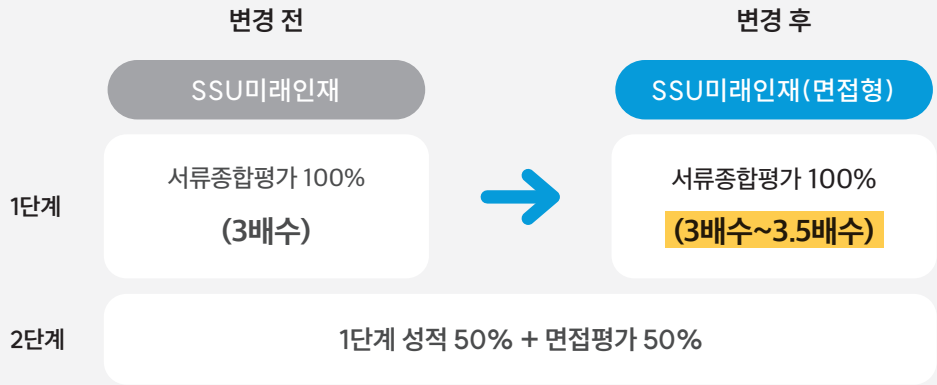 변경 전
변경 후
SSU미래인재
SSU미래인재(면접형)
1단계
서류종합평가 100%
(3배수)
서류종합평가 100%
(3배수~3.5배수)
2단계
1단계 성적 50% + 면접평가 50%